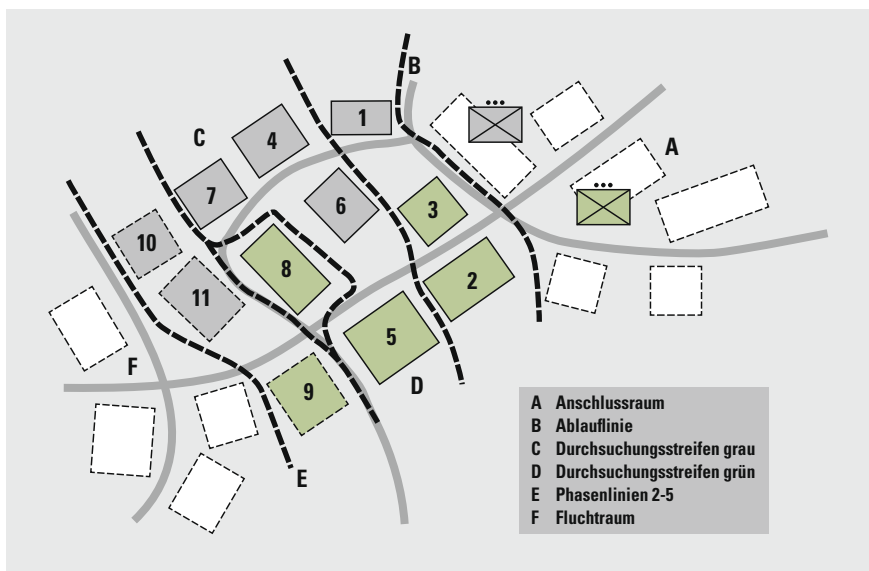 B
1
C
4
A
7
6
3
10
8
2
11
5
F
9
D
E
A Anschlussraum
B Ablauflinie
C Durchsuchungsstreifen grau
D Durchsuchungsstreifen grün
E Phasenlinien 2-5
F Fluchtraum